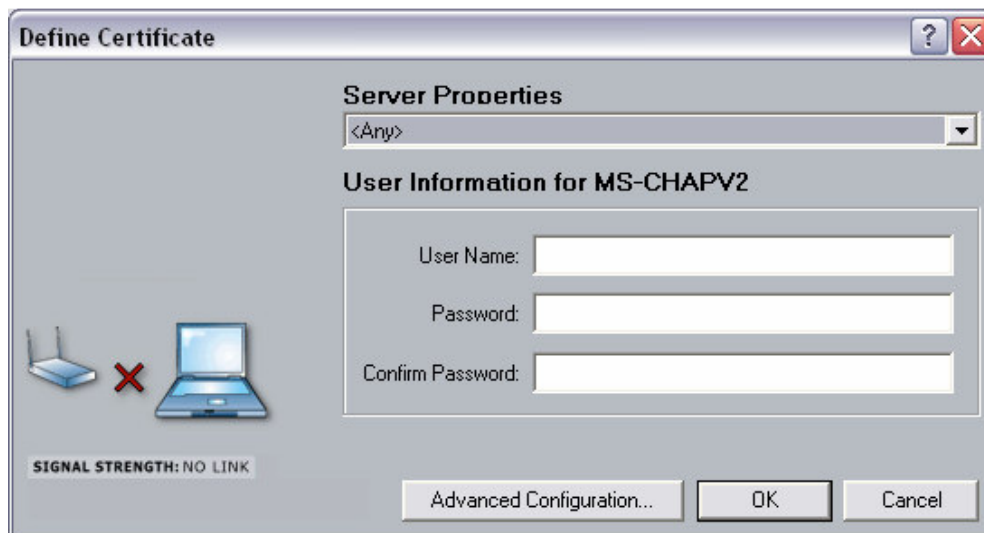 Define Certificate
?
Server Properties
<Any>
User Information for MS-CHAPV2
User Name:
Password:
Confirm Password:
SIGNAL STRENGTH: NO LINK
Advanced Configuration...
OK
Cancel